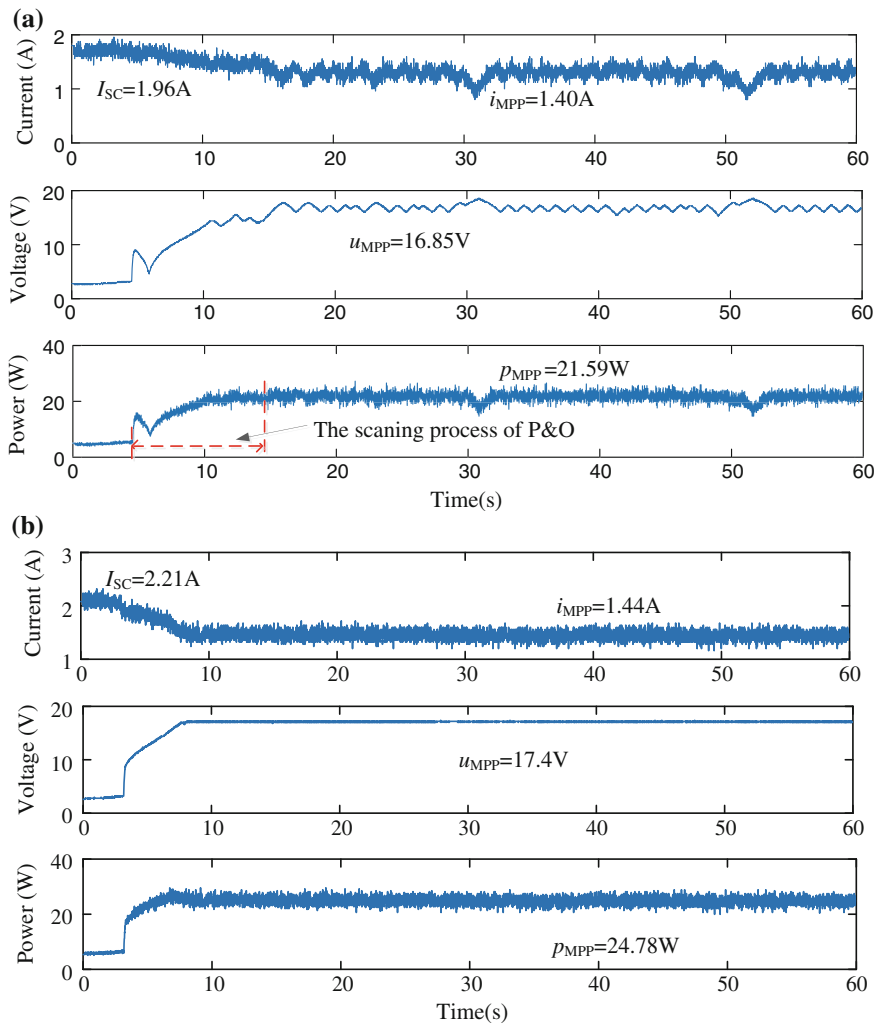 (a)
Current (A)
2
1
0
I_SC=1.96A
i_MPP=1.40A
0 10 20 30 40 50 60
Voltage (V)
20
10
0
u_MPP=16.85V
0 10 20 30 40 50 60
Power (W)
40
20
0
p_MPP=21.59W
The scaning process of P&O
0 10 20 30 40 50 60
Time(s)
(b)
Current (A)
3
2
1
I_SC=2.21A
i_MPP=1.44A
0 10 20 30 40 50 60
Voltage (V)
20
10
0
u_MPP=17.4V
0 10 20 30 40 50 60
Power (W)
40
20
0
p_MPP=24.78W
0 10 20 30 40 50 60
Time(s)